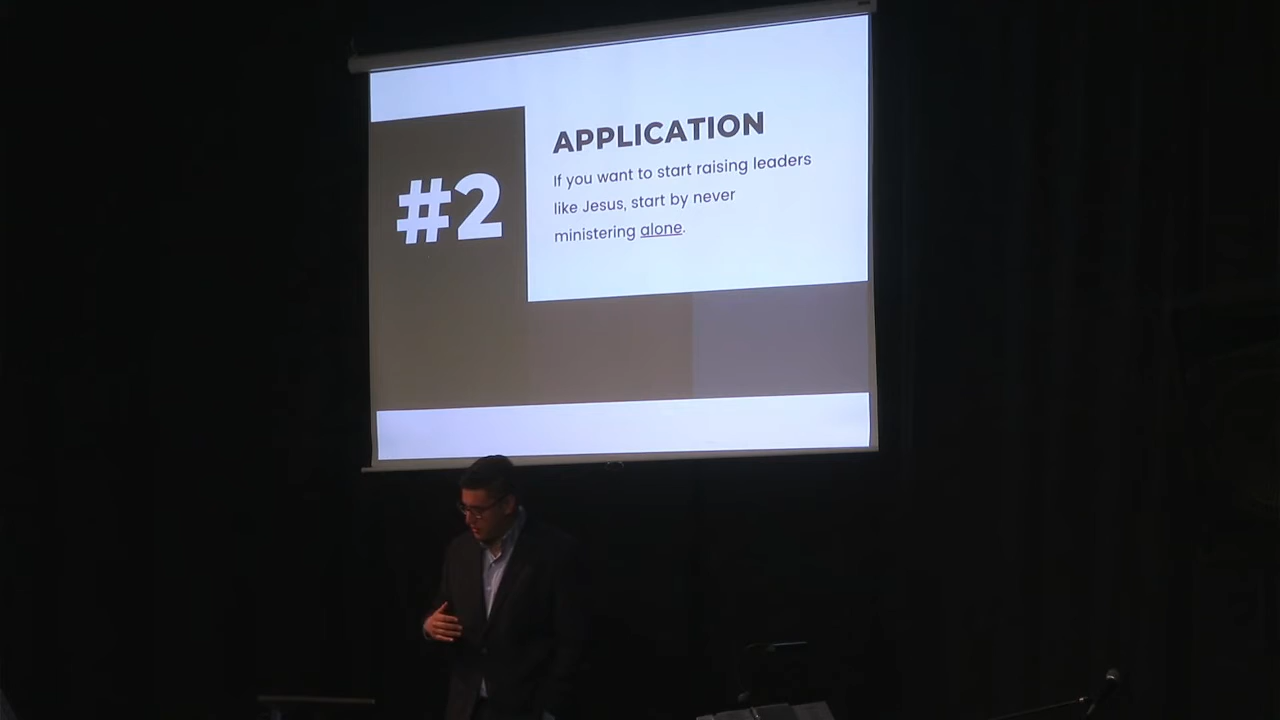 #2
APPLICATION
If you want to start raising leaders
like Jesus, start by never
ministering alone.